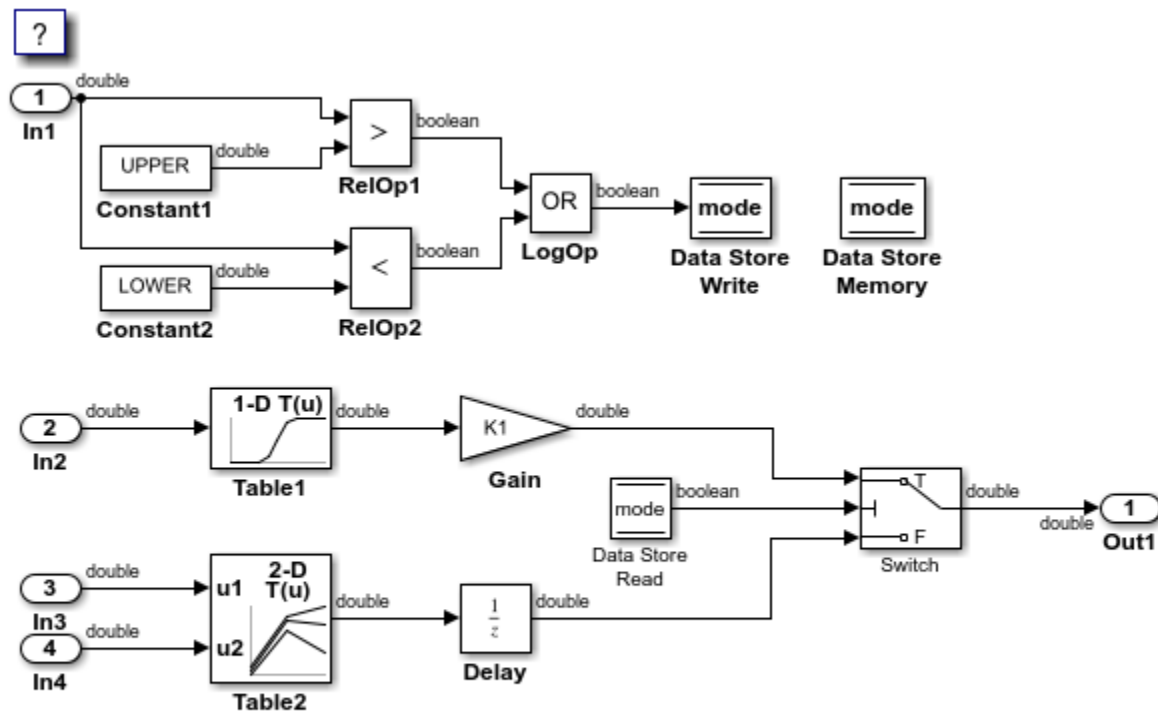 ?
double
1
In1
UPPER
double
Constant1
>
boolean
RelOp1
OR
boolean
LogOp
mode
Data Store
Write
mode
Data Store
Memory
LOWER
double
Constant2
<
boolean
RelOp2
2
double
In2
1-D T(u)
double
Table1
K1
double
Gain
mode
boolean
Data Store
Read
T
F
double
Switch
double
1
Out1
3
double
In3
4
double
In4
u1
u2
2-D
T(u)
double
Table2
1
z
double
Delay